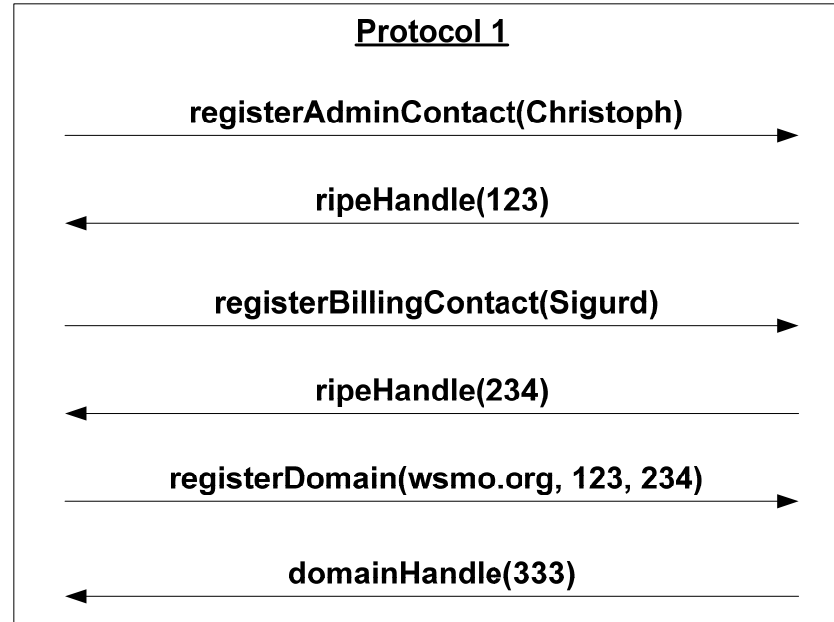 Protocol 1
registerAdminContact(Christoph)
ripeHandle(123)
registerBillingContact(Sigurd)
ripeHandle(234)
registerDomain(wsmo.org, 123, 234)
domainHandle(333)